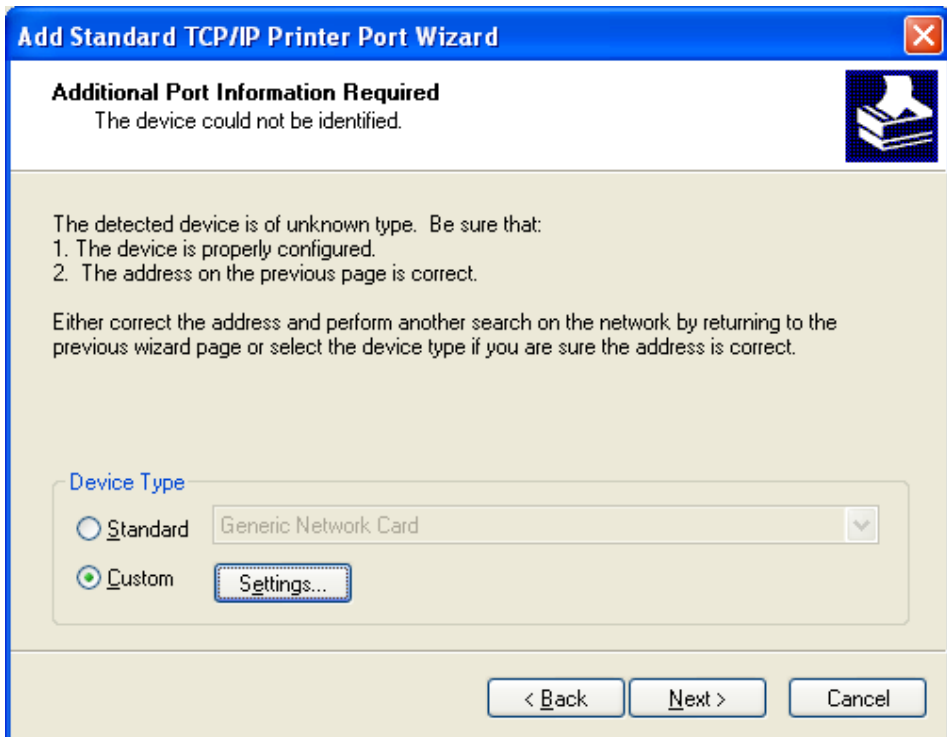 Add Standard TCP/IP Printer Port Wizard
Additional Port Information Required
The device could not be identified.
The detected device is of unknown type.  Be sure that:
1. The device is properly configured.
2.  The address on the previous page is correct.
Either correct the address and perform another search on the network by returning to the
previous wizard page or select the device type if you are sure the address is correct.
Device Type
Standard Generic Network Card
Custom Settings...
< Back Next > Cancel